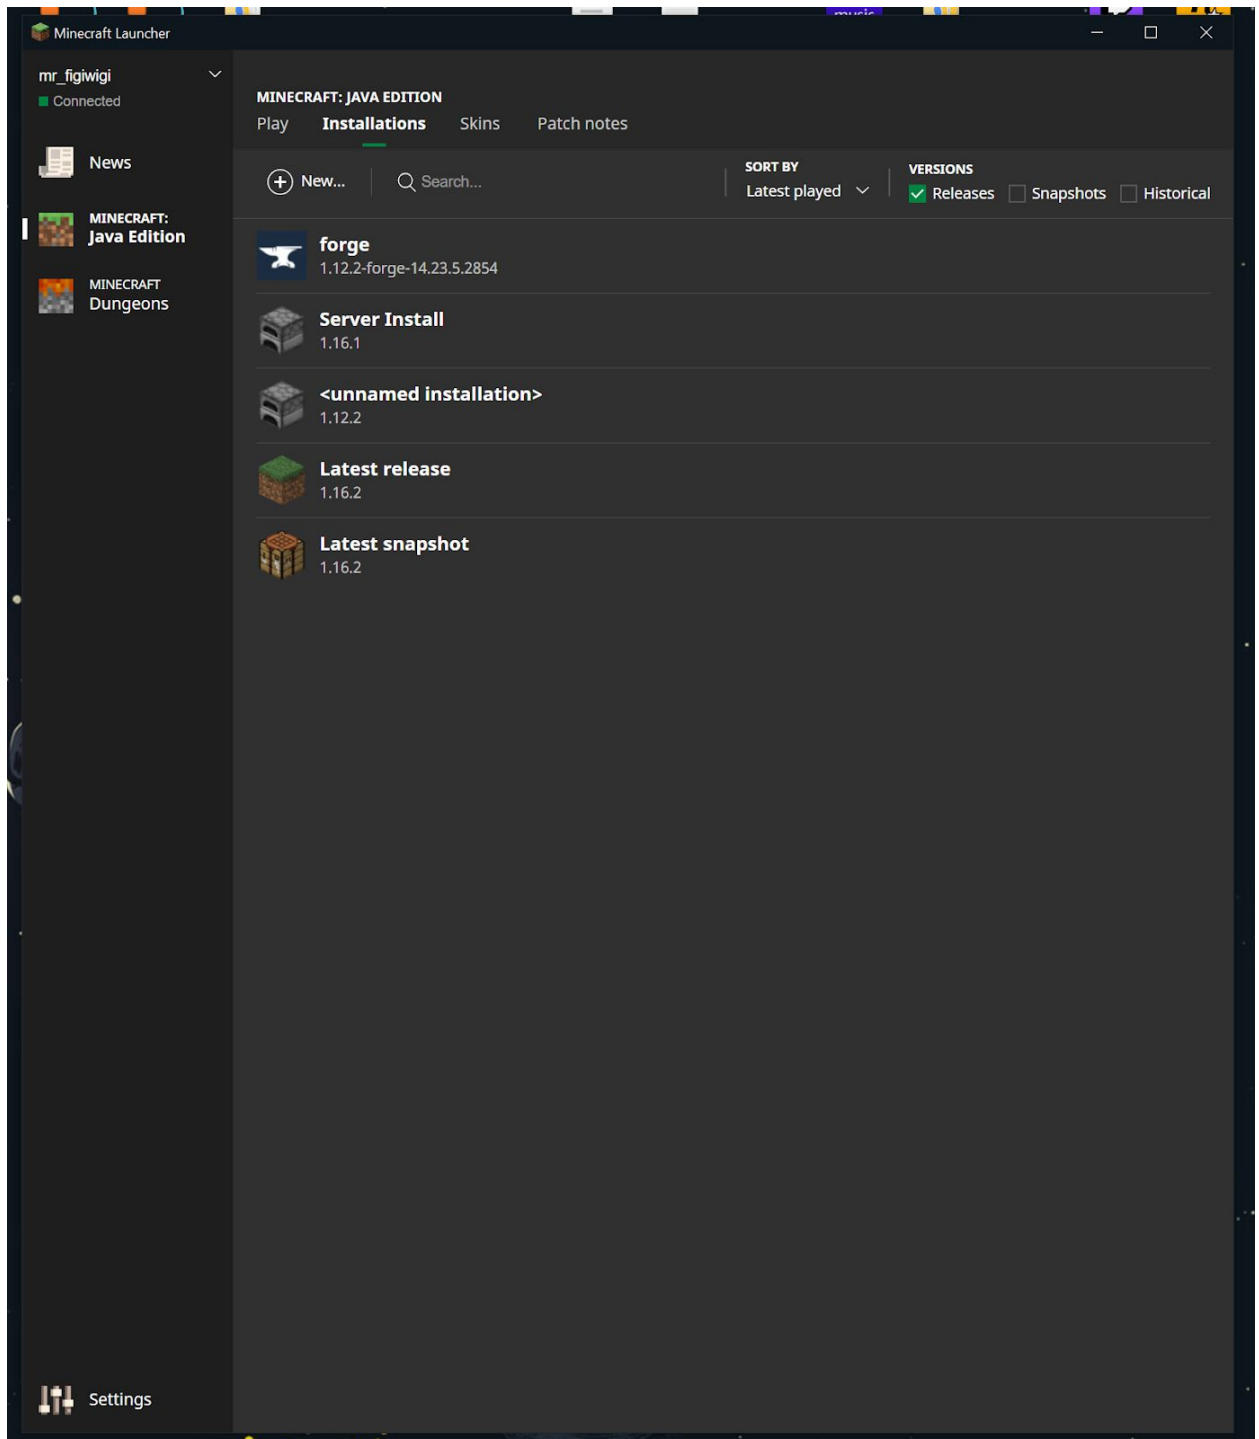 music
Minecraft Launcher
mr_figiwigi
Connected
News
MINECRAFT:
Java Edition
MINECRAFT
Dungeons
Settings
MINECRAFT: JAVA EDITION
Play Installations Skins Patch notes
New... Search...
SORT BY
Latest played
VERSIONS
Releases Snapshots Historical
forge
1.12.2-forge-14.23.5.2854
Server Install
1.16.1
<unnamed installation>
1.12.2
Latest release
1.16.2
Latest snapshot
1.16.2